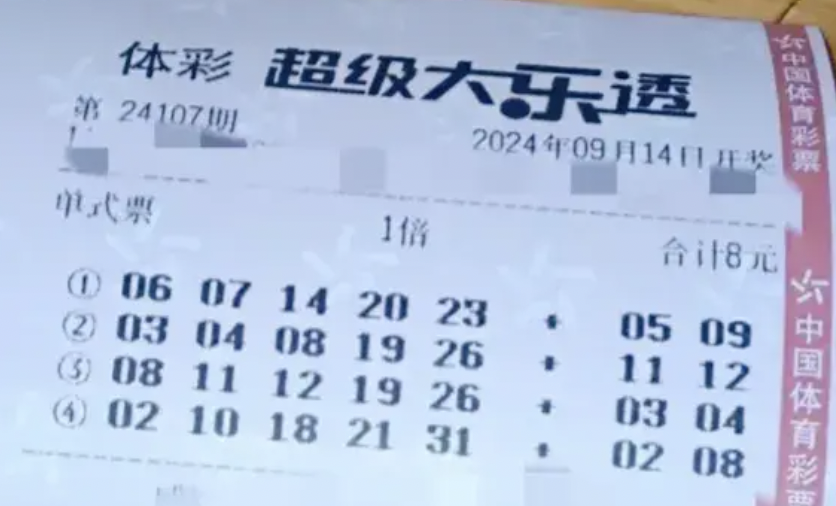 体彩 超级大乐透
第 24107期
2024年09月14日 开奖
单式票 1倍 合计8元
① 06 07 14 20 23 + 05 09
② 03 04 08 19 26 + 11 12
③ 08 11 12 19 26 + 03 04
④ 02 10 18 21 31 + 02 08
中国体育彩票
中国体育彩票